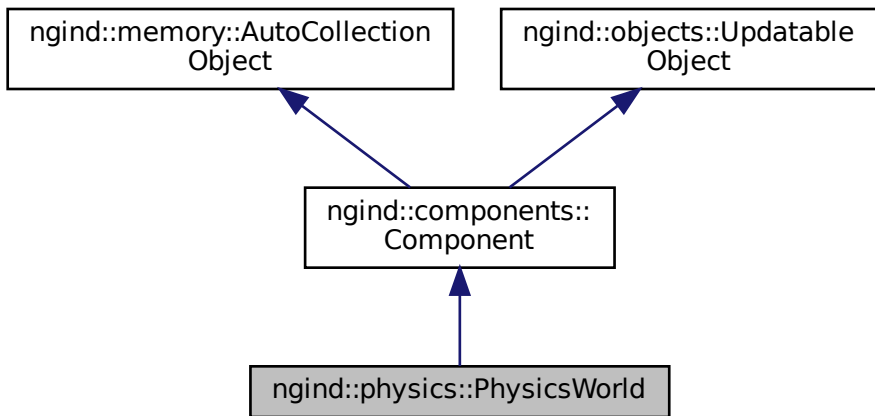 ngind::memory::AutoCollection
Object
ngind::objects::Updatable
Object
ngind::components::
Component
ngind::physics::PhysicsWorld